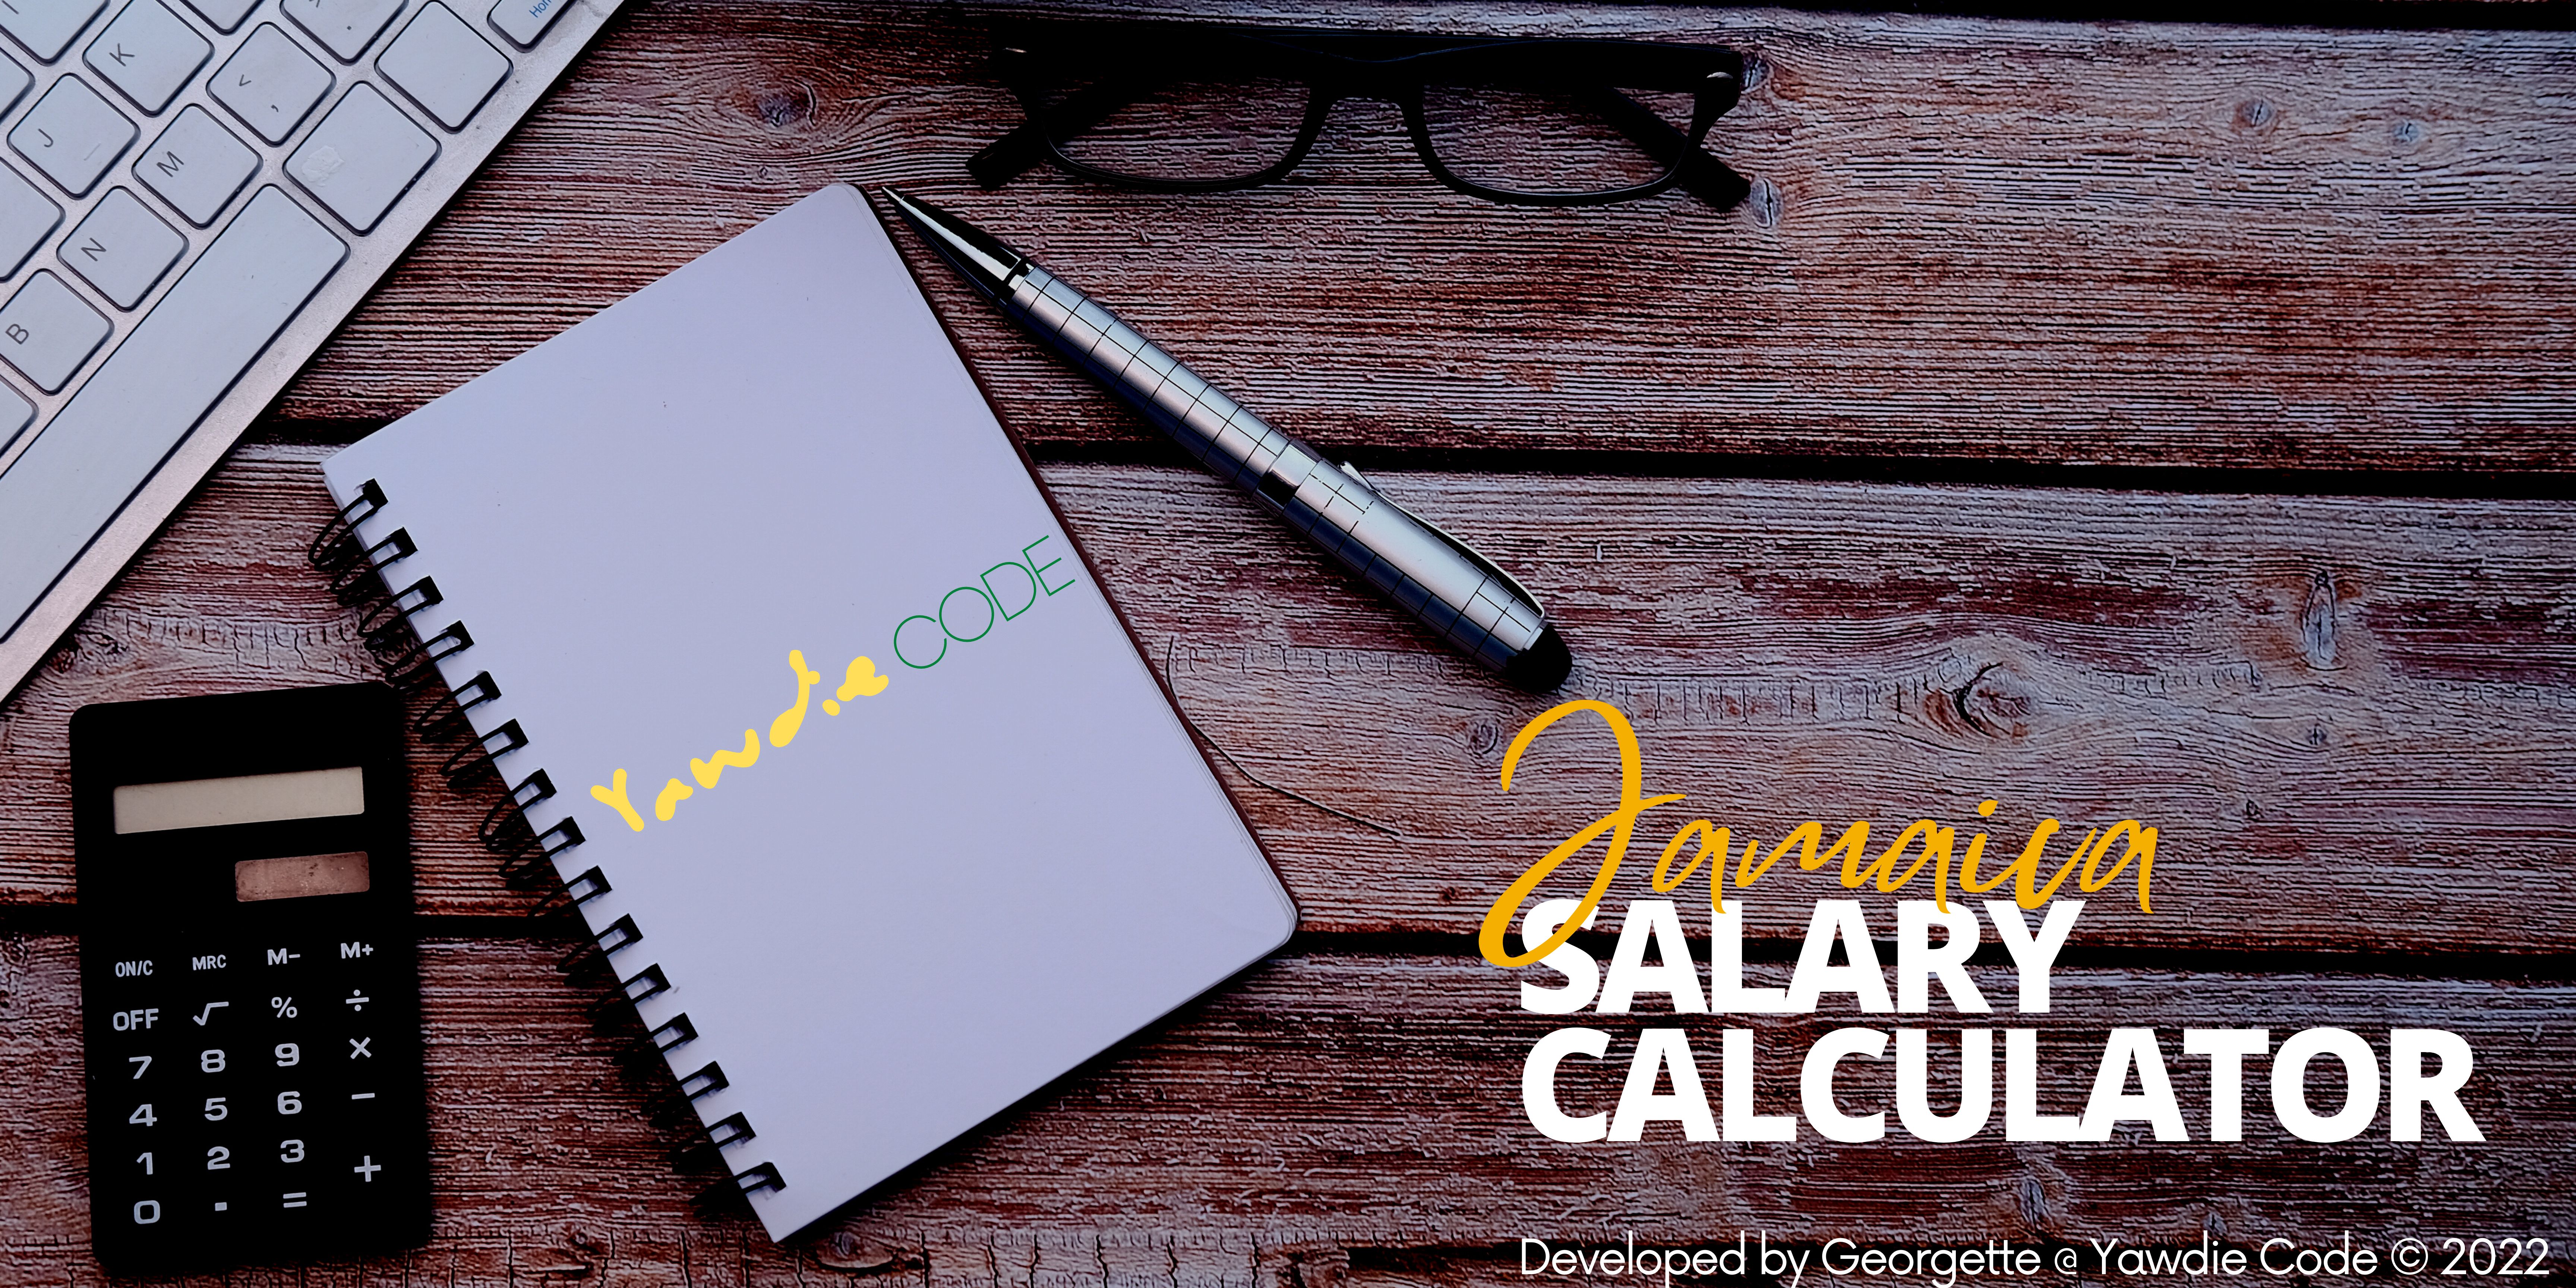 Hom
K
< ,
J
M
N
B
Yawdie CODE
Jamaica
SALARY
CALCULATOR
ON/C MRC M− M+
OFF √ % ÷
7 8 9 ×
4 5 6 −
1 2 3 +
0 . =
Developed by Georgette @ Yawdie Code © 2022